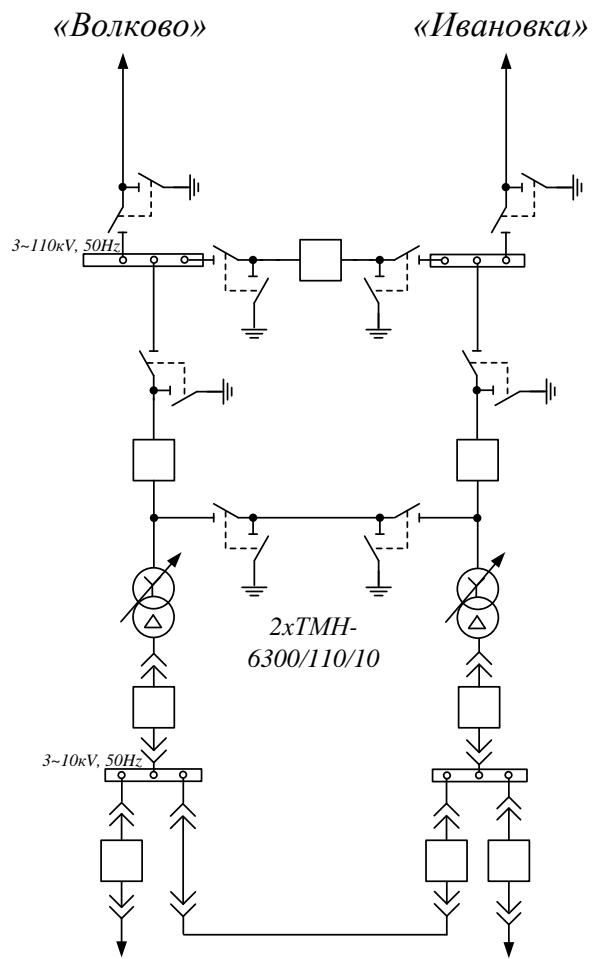 «Волково»
«Ивановка»
3~110кV, 50Hz
2хТМН-
6300/110/10
3~10кV, 50Hz